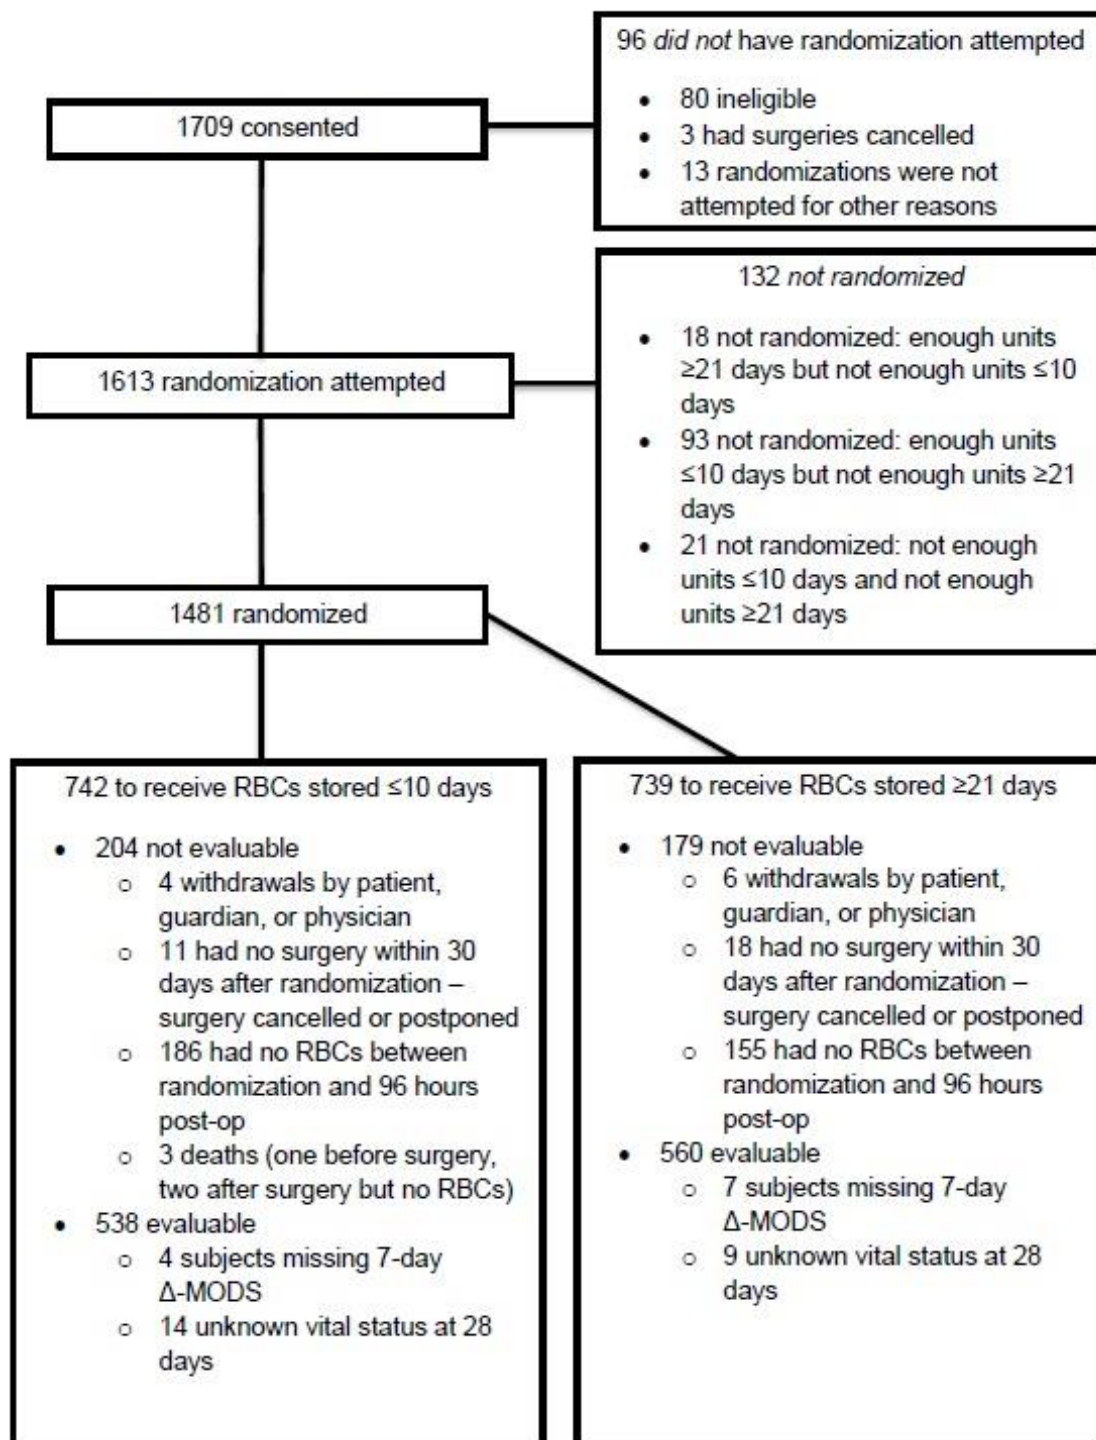 96 did not have randomization attempted
• 80 ineligible
• 3 had surgeries cancelled
• 13 randomizations were not
attempted for other reasons
1709 consented
132 not randomized
• 18 not randomized: enough units
≥21 days but not enough units ≤10
days
• 93 not randomized: enough units
≤10 days but not enough units ≥21
days
• 21 not randomized: not enough
units ≤10 days and not enough
units ≥21 days
1613 randomization attempted
1481 randomized
742 to receive RBCs stored ≤10 days
• 204 not evaluable
o 4 withdrawals by patient,
guardian, or physician
o 11 had no surgery within 30
days after randomization –
surgery cancelled or postponed
o 186 had no RBCs between
randomization and 96 hours
post-op
o 3 deaths (one before surgery,
two after surgery but no RBCs)
• 538 evaluable
o 4 subjects missing 7-day
Δ-MODS
o 14 unknown vital status at 28
days
739 to receive RBCs stored ≥21 days
• 179 not evaluable
o 6 withdrawals by patient,
guardian, or physician
o 18 had no surgery within 30
days after randomization –
surgery cancelled or postponed
o 155 had no RBCs between
randomization and 96 hours
post-op
• 560 evaluable
o 7 subjects missing 7-day
Δ-MODS
o 9 unknown vital status at 28
days